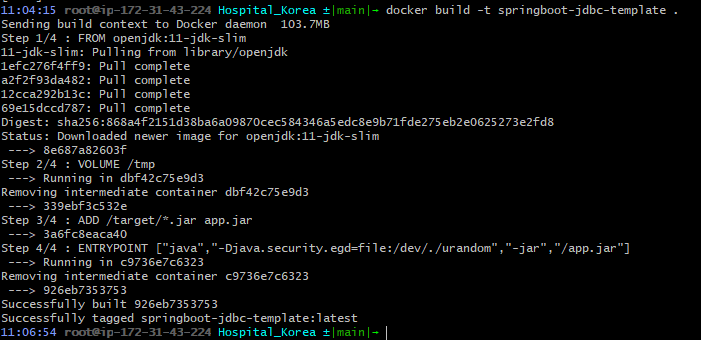 11:04:15 root@ip-172-31-43-224 Hospital_Korea ±|main|→ docker build -t springboot-jdbc-template .
Sending build context to Docker daemon  103.7MB
Step 1/4 : FROM openjdk:11-jdk-slim
11-jdk-slim: Pulling from library/openjdk
1efc276f4ff9: Pull complete
a2f2f93da482: Pull complete
12cca292b13c: Pull complete
69e15dccd787: Pull complete
Digest: sha256:868a4f2151d38ba6a09870cec584346a5edc8e9b71fde275eb2e0625273e2fd8
Status: Downloaded newer image for openjdk:11-jdk-slim
 ---> 8e687a82603f
Step 2/4 : VOLUME /tmp
 ---> Running in dbf42c75e9d3
Removing intermediate container dbf42c75e9d3
 ---> 339ebf3c532e
Step 3/4 : ADD /target/*.jar app.jar
 ---> 3a6fc8eaca40
Step 4/4 : ENTRYPOINT ["java","-Djava.security.egd=file:/dev/./urandom","-jar","/app.jar"]
 ---> Running in c9736e7c6323
Removing intermediate container c9736e7c6323
 ---> 926eb7353753
Successfully built 926eb7353753
Successfully tagged springboot-jdbc-template:latest
11:06:54 root@ip-172-31-43-224 Hospital_Korea ±|main|→